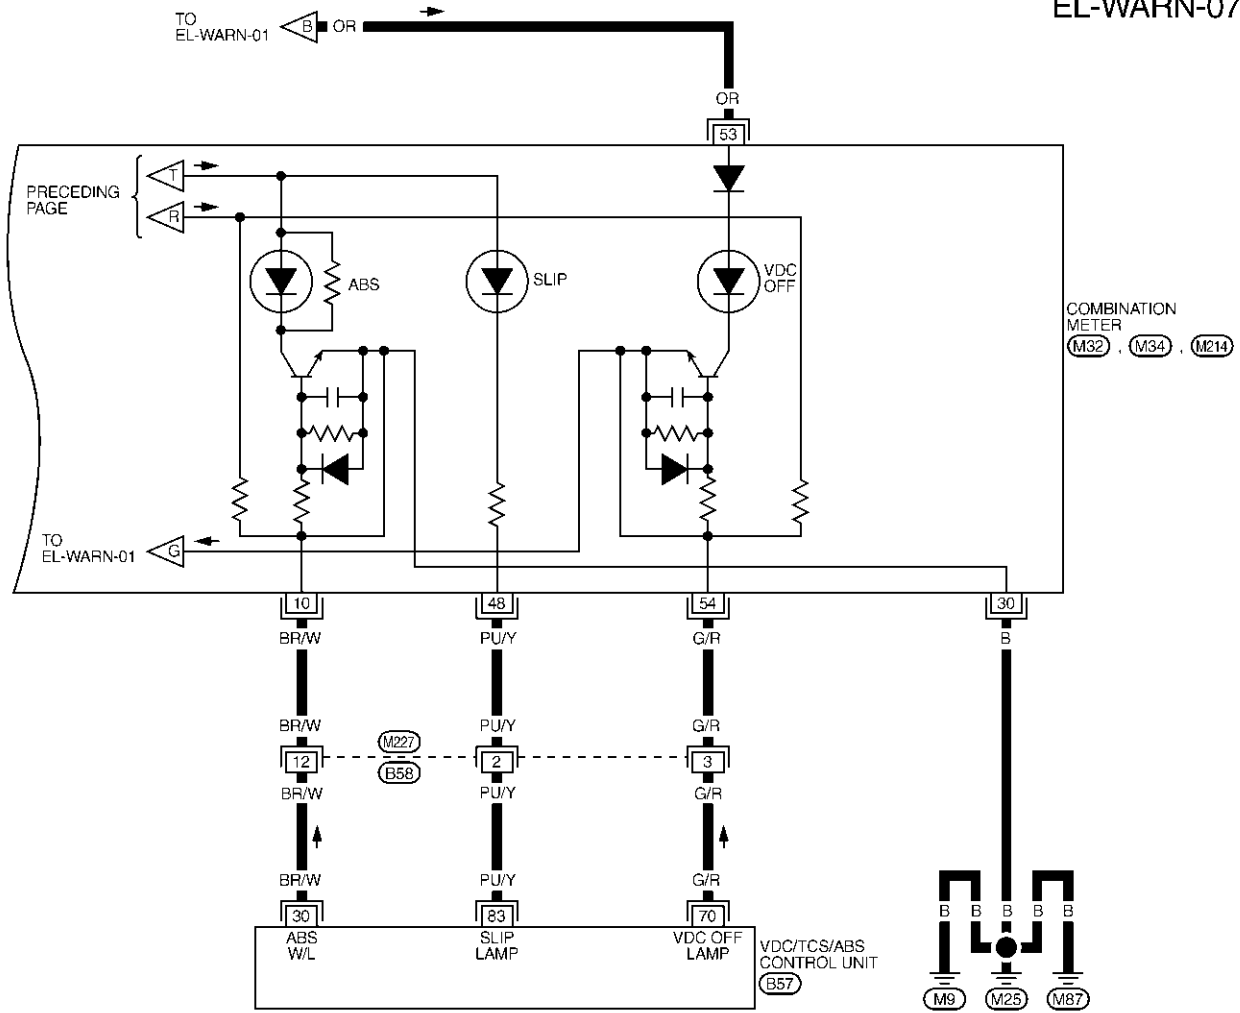 EL-WARN-07
TO
EL-WARN-01
B
OR
OR
53
PRECEDING
PAGE
T
R
ABS
SLIP
VDC
OFF
COMBINATION
METER
M32 , M34 , M214
TO
EL-WARN-01
G
10
48
54
30
BR/W
PU/Y
G/R
B
BR/W
PU/Y
G/R
M227
12
2
3
B58
BR/W
PU/Y
G/R
BR/W
PU/Y
G/R
30
83
70
B
B
B
B
B
ABS
W/L
SLIP
LAMP
VDC OFF
LAMP
VDC/TCS/ABS
CONTROL UNIT
B57
M9
M25
M87